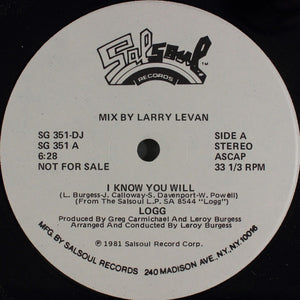 Salsoul
RECORDS
MIX BY LARRY LEVAN
SG 351-DJ SIDE A
SG 351 A STEREO
6:28 ASCAP
NOT FOR SALE 33 1/3 RPM
I KNOW YOU WILL
(L. Burgess-J. Calloway-S. Davenport-W. Powell)
(From The Salsoul L.P. SA 8544 "Logg")
LOGG
Produced By Greg Carmichael And Leroy Burgess
Arranged And Conducted By Leroy Burgess
℗ 1981 Salsoul Record Corp.
MFG. BY SALSOUL RECORDS 240 MADISON AVE., N.Y., N.Y. 10016